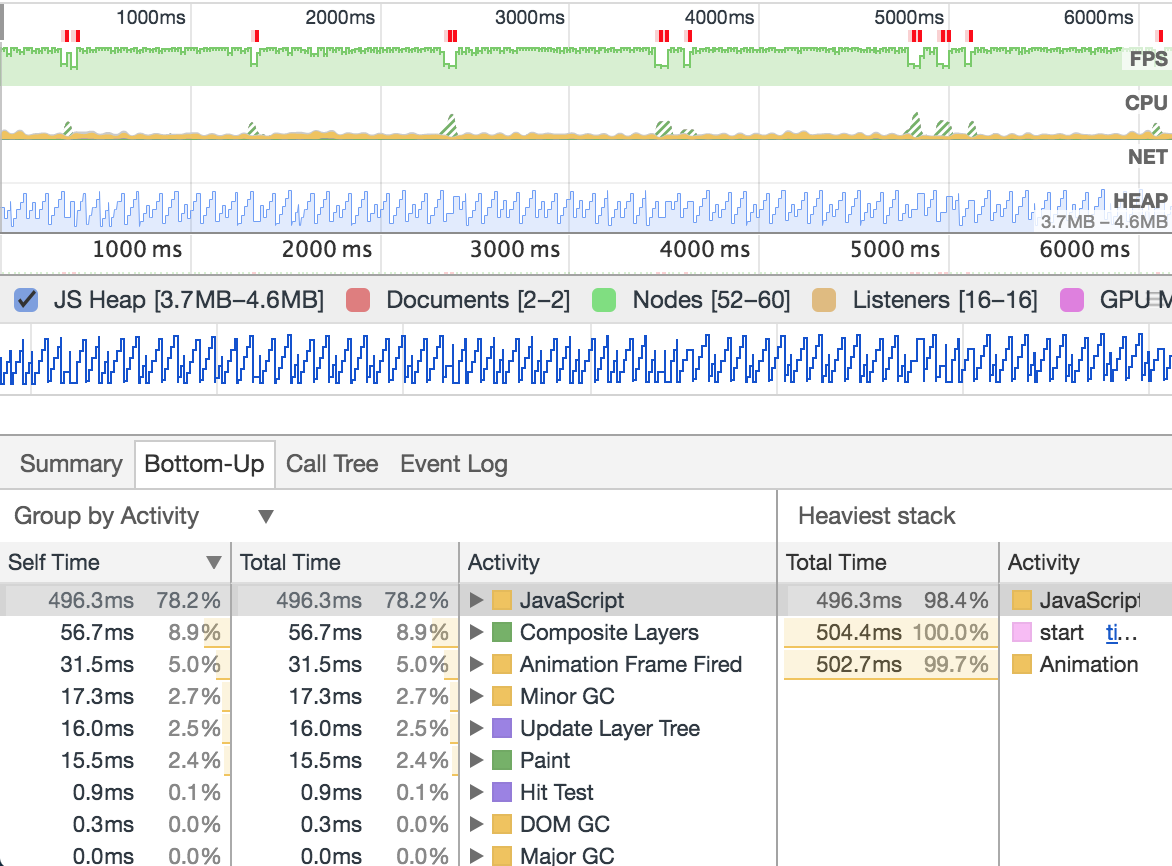 1000ms 2000ms 3000ms 4000ms 5000ms 6000ms
FPS
CPU
NET
HEAP
3.7MB – 4.6MB
1000 ms 2000 ms 3000 ms 4000 ms 5000 ms 6000 ms
JS Heap [3.7MB–4.6MB] Documents [2–2] Nodes [52–60] Listeners [16–16] GPU M
Summary Bottom-Up Call Tree Event Log
Group by Activity ▼ Heaviest stack
Self Time ▼ Total Time Activity Total Time Activity
496.3ms 78.2% 496.3ms 78.2% ▶ JavaScript 496.3ms 98.4% JavaScript
56.7ms 8.9% 56.7ms 8.9% ▶ Composite Layers 504.4ms 100.0% start ti…
31.5ms 5.0% 31.5ms 5.0% ▶ Animation Frame Fired 502.7ms 99.7% Animation
17.3ms 2.7% 17.3ms 2.7% ▶ Minor GC
16.0ms 2.5% 16.0ms 2.5% ▶ Update Layer Tree
15.5ms 2.4% 15.5ms 2.4% ▶ Paint
0.9ms 0.1% 0.9ms 0.1% ▶ Hit Test
0.3ms 0.0% 0.3ms 0.0% ▶ DOM GC
0.0ms 0.0% 0.0ms 0.0% ▶ Major GC